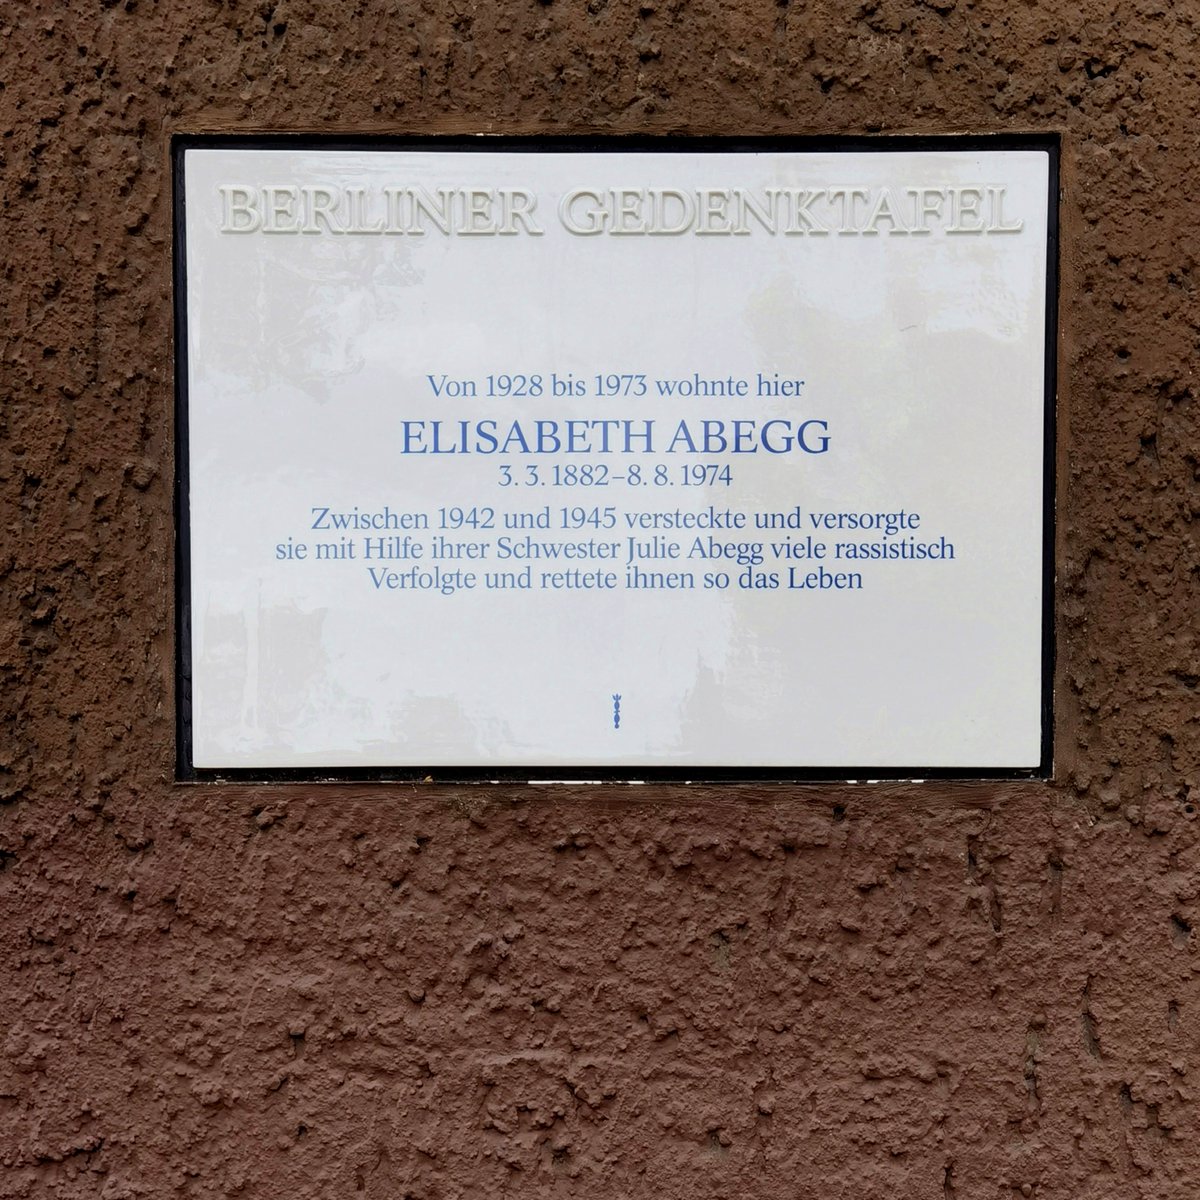 BERLINER GEDENKTAFEL
Von 1928 bis 1973 wohnte hier
ELISABETH ABEGG
3. 3. 1882–8. 8. 1974
Zwischen 1942 und 1945 versteckte und versorgte
sie mit Hilfe ihrer Schwester Julie Abegg viele rassistisch
Verfolgte und rettete ihnen so das Leben